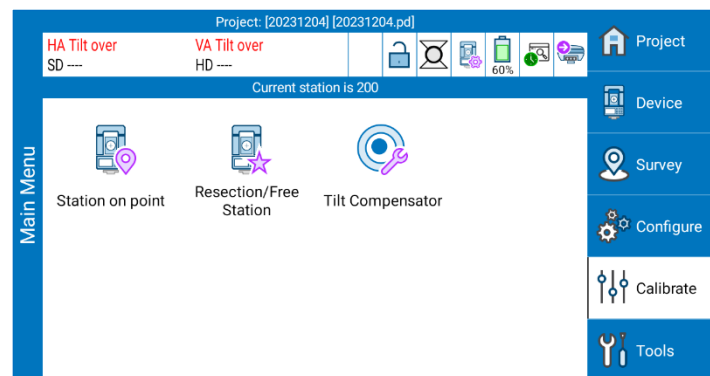 Project: [20231204] [20231204.pd]
HA Tilt over
VA Tilt over
SD ----
HD ----
60%
Current station is 200
Main Menu
Station on point
Resection/Free
Station
Tilt Compensator
Project
Device
Survey
Configure
Calibrate
Tools